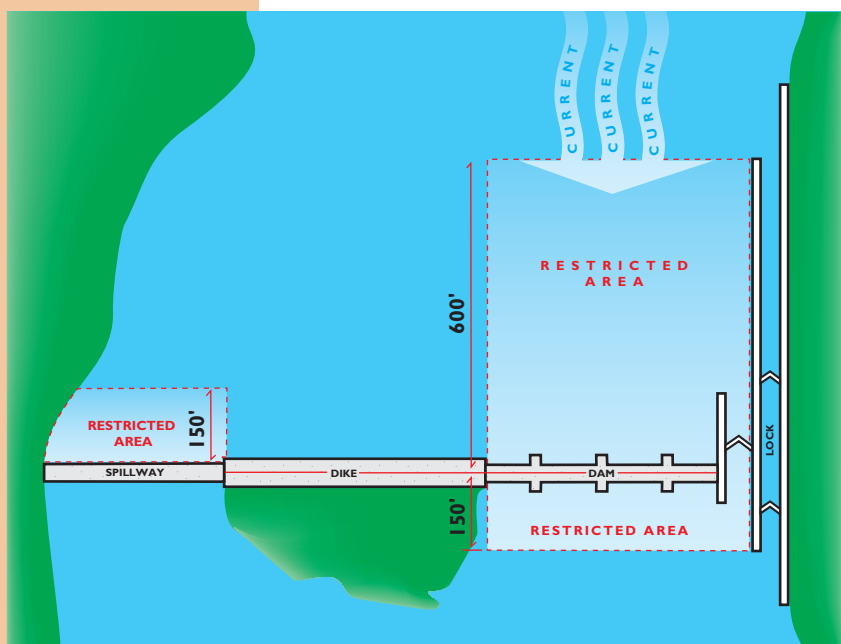 CURRENT
CURRENT
CURRENT
RESTRICTED
AREA
600'
RESTRICTED
AREA
150'
SPILLWAY
DIKE
DAM
LOCK
150'
RESTRICTED AREA